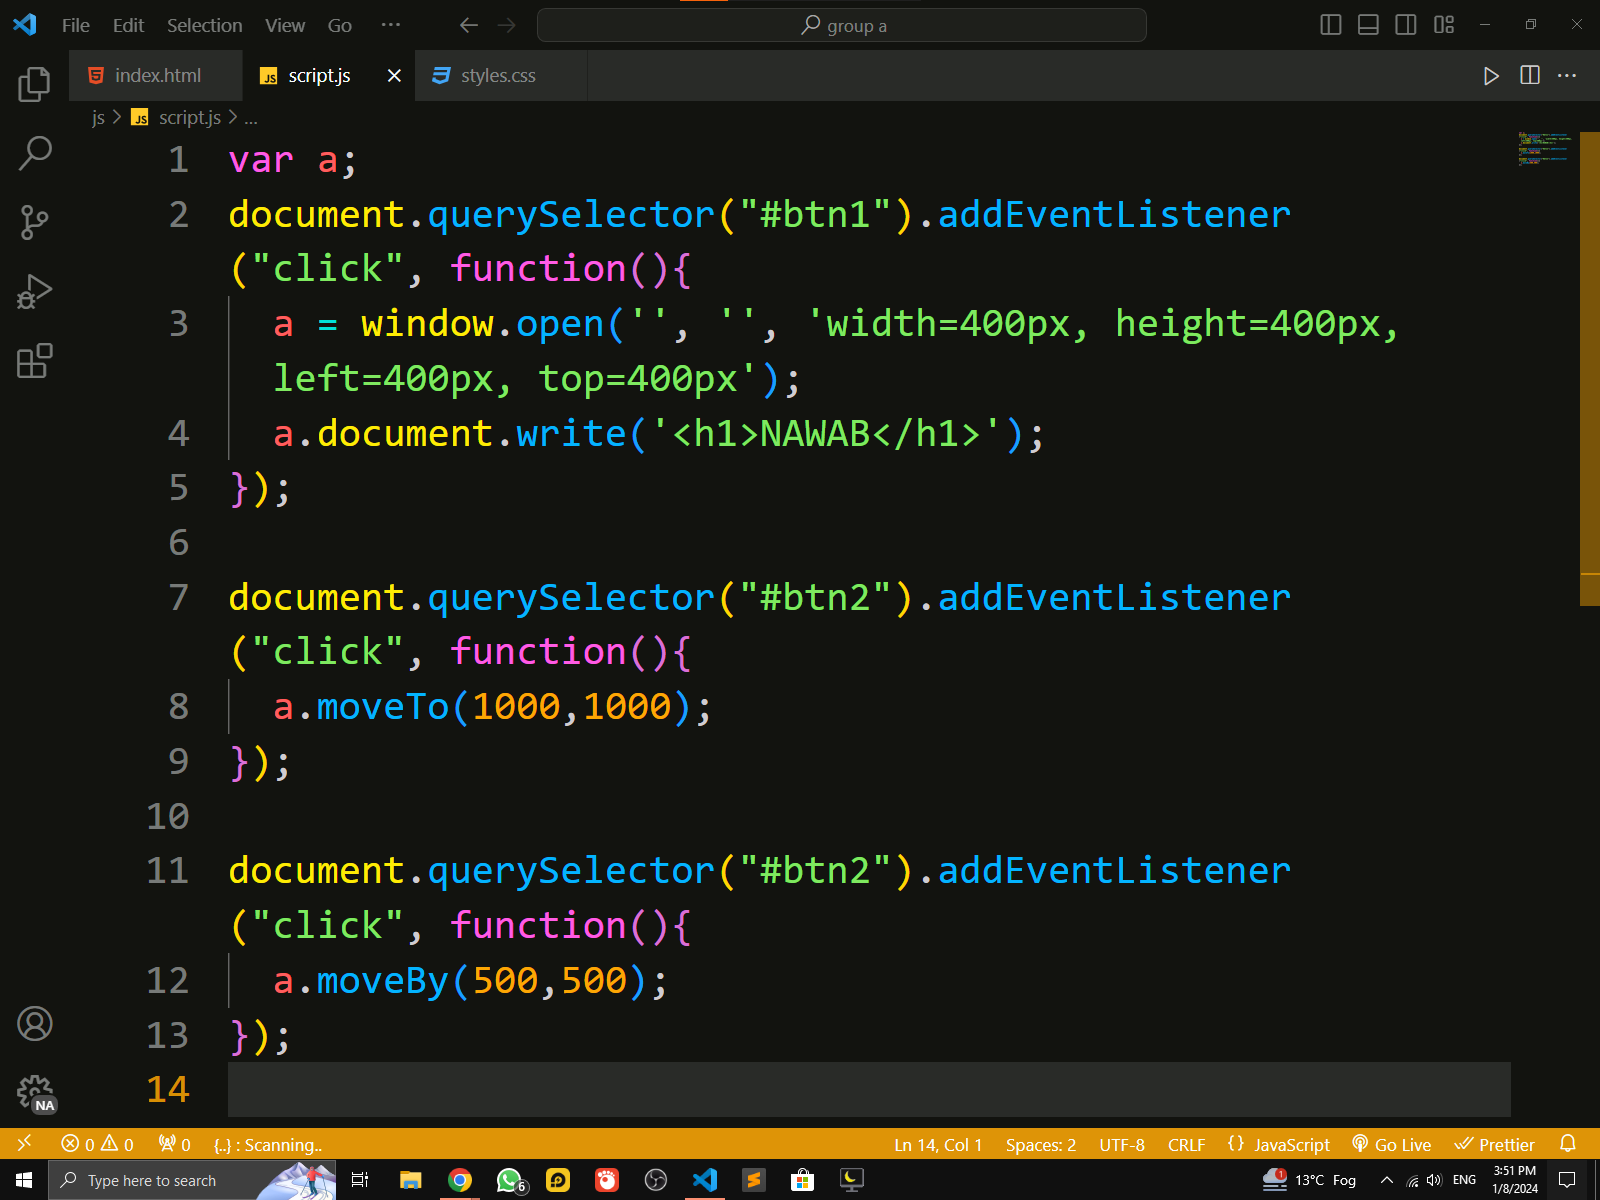 File Edit Selection View Go ··· group a
index.html script.js styles.css
js > JS script.js > ...
1 var a;
2 document.querySelector("#btn1").addEventListener
("click", function(){
3 a = window.open('', '', 'width=400px, height=400px,
left=400px, top=400px');
4 a.document.write('<h1>NAWAB</h1>');
5 });
6
7 document.querySelector("#btn2").addEventListener
("click", function(){
8 a.moveTo(1000,1000);
9 });
10
11 document.querySelector("#btn2").addEventListener
("click", function(){
12 a.moveBy(500,500);
13 });
14
NA
0 0 0 {..} : Scanning.. Ln 14, Col 1 Spaces: 2 UTF-8 CRLF {} JavaScript Go Live Prettier
Type here to search 6 1 13°C Fog ENG 3:51 PM
1/8/2024